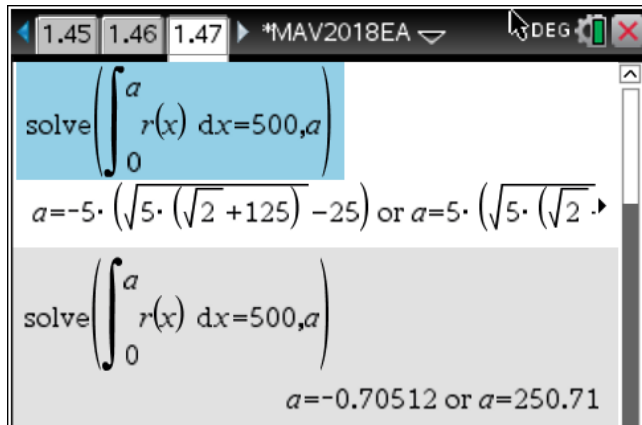 1.45 1.46 1.47 *MAV2018EA DEG
solve(∫₀ᵃ r(x) dx=500,a)
a=-5·(√(5·(√2+125))-25) or a=5·(√(5·(√2
solve(∫₀ᵃ r(x) dx=500,a)
a=-0.70512 or a=250.71